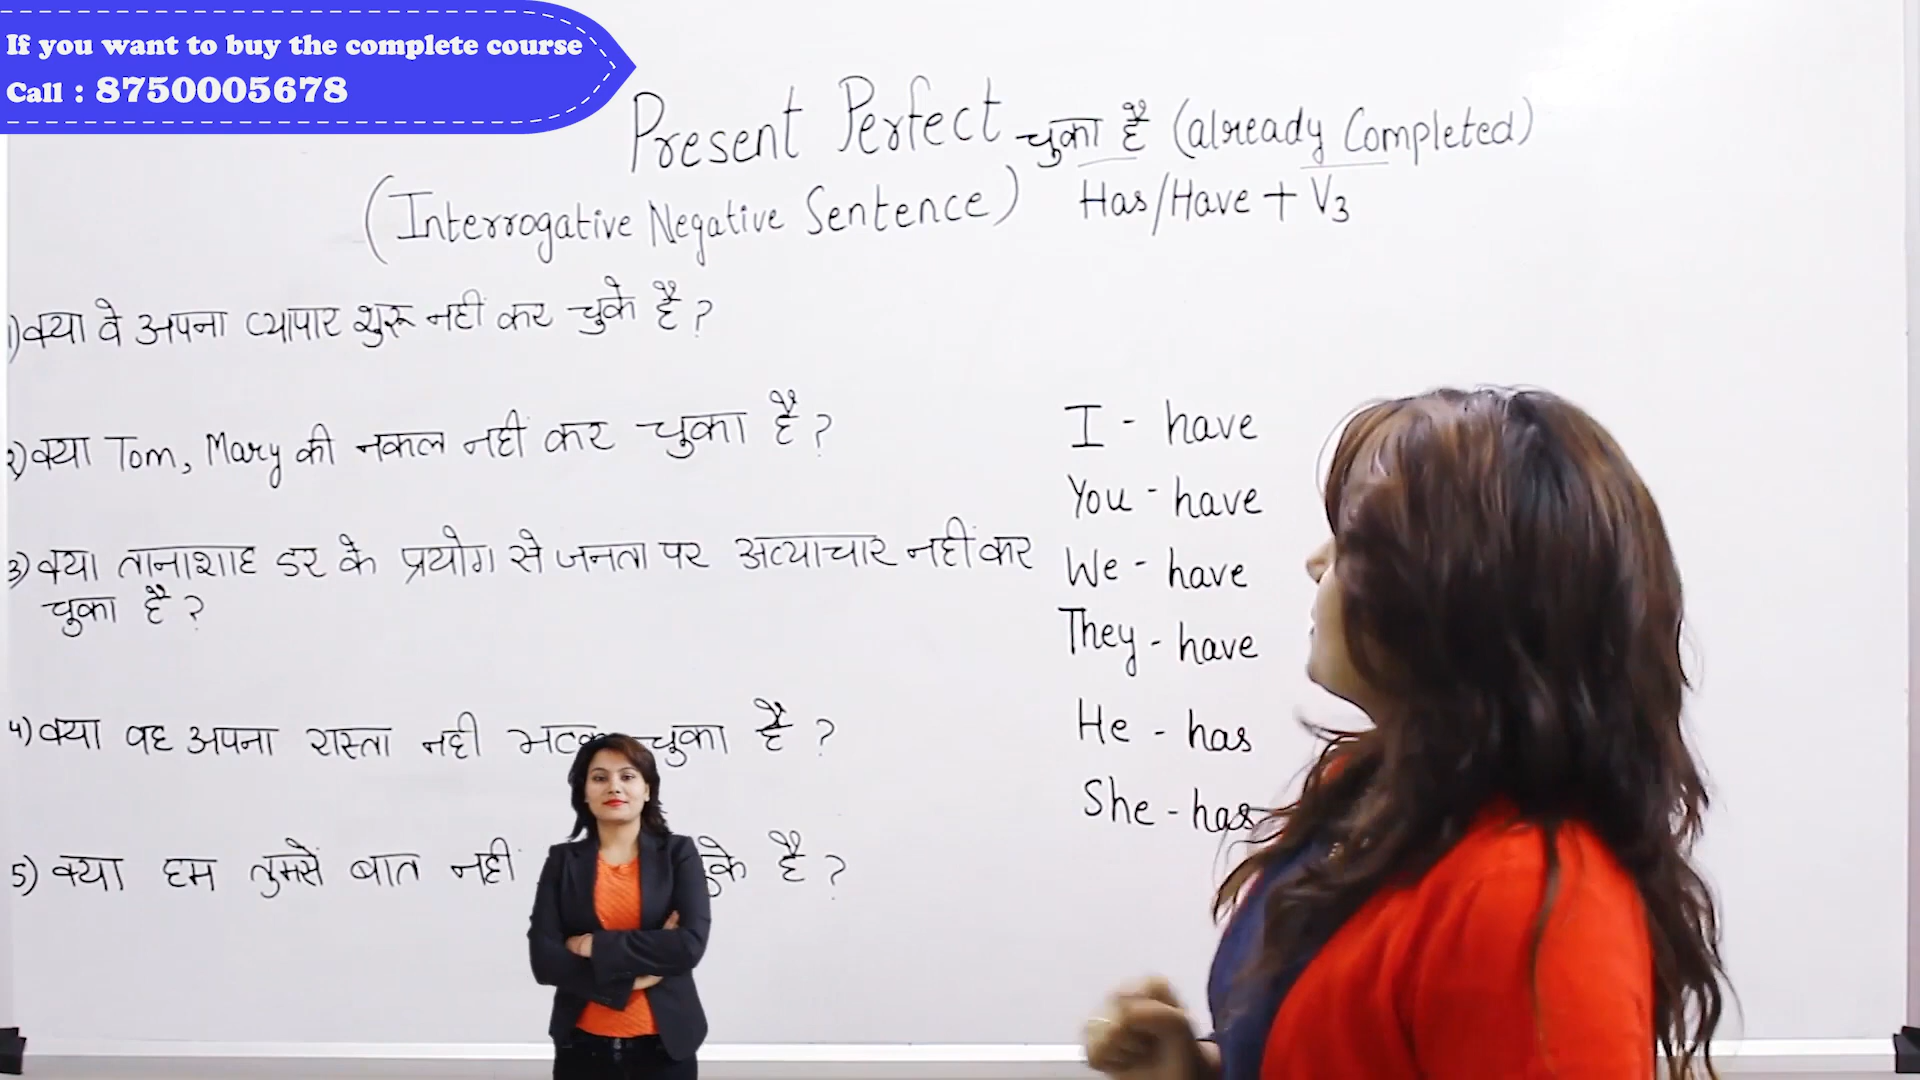 If you want to buy the complete course
Call : 8750005678
Present Perfect चुका है (already Completed)
(Interrogative Negative Sentence) Has/Have + V3
1) क्या वे अपना व्यापार शुरू नहीं कर चुके है ?
2) क्या Tom, Mary की नकल नहीं कर चुका है ?
3) क्या तानाशाह डर के प्रयोग से जनता पर अत्याचार नहीं कर
चुका है ?
4) क्या वह अपना रास्ता नही चुका है ?
5) क्या हम तुमसें बात नहीं है ?
I - have
You - have
We - have
They - have
He - has
She - has